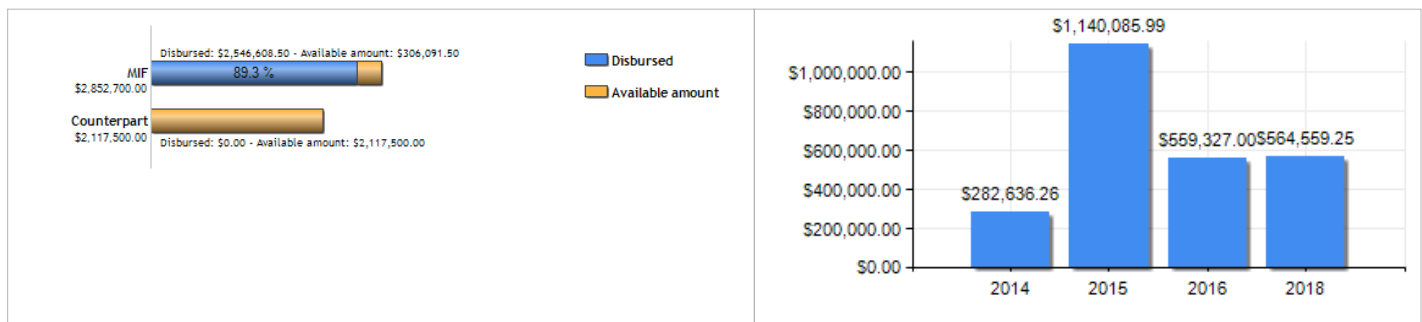 Disbursed: $2,546,608.50 - Available amount: $306,091.50
MIF
89.3 %
$2,852,700.00
Counterpart
$2,117,500.00
Disbursed: $0.00 - Available amount: $2,117,500.00
Disbursed
Available amount
$1,140,085.99
$1,000,000.00
$800,000.00
$600,000.00
$400,000.00
$200,000.00
$0.00
$282,636.26
$559,327.00
$564,559.25
2014
2015
2016
2018